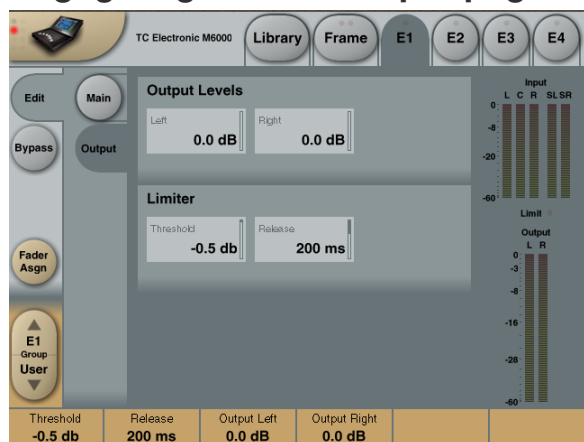 TC Electronic M6000
Library
Frame
E1
E2
E3
E4
Edit
Main
Bypass
Output
Fader
Asgn
E1
Group
User
Output Levels
Left
0.0 dB
Right
0.0 dB
Limiter
Threshold
-0.5 db
Release
200 ms
Input
L C R SL SR
0
-8
-20
-60
Limit
Output
L R
0
-3
-8
-16
-28
-60
Threshold
-0.5 db
Release
200 ms
Output Left
0.0 dB
Output Right
0.0 dB